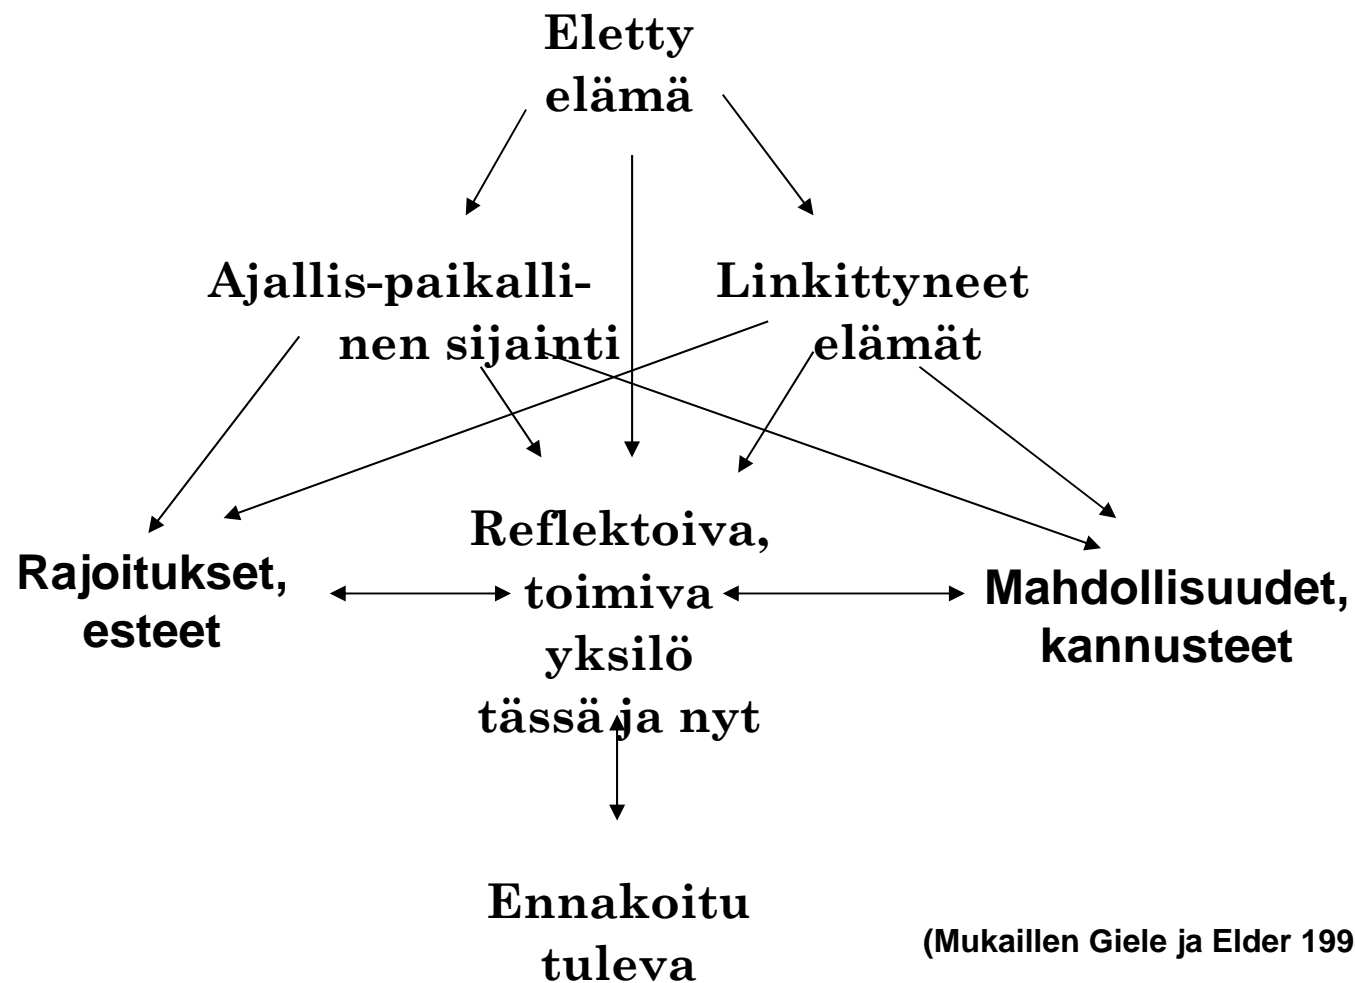 Eletty
elämä
Ajallis-paikalli-
nen sijainti
Linkittyneet
elämät
Rajoitukset,
esteet
Reflektoiva,
toimiva
yksilö
tässä ja nyt
Mahdollisuudet,
kannusteet
Ennakoitu
tuleva
(Mukaillen Giele ja Elder 199